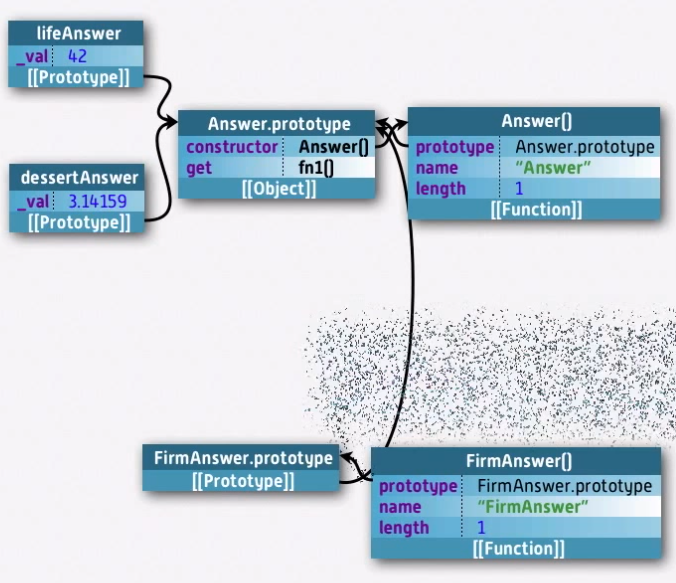 lifeAnswer
_val 42
[[Prototype]]
dessertAnswer
_val 3.14159
[[Prototype]]
Answer.prototype
constructor Answer()
get fn1()
[[Object]]
Answer()
prototype Answer.prototype
name “Answer”
length 1
[[Function]]
FirmAnswer.prototype
[[Prototype]]
FirmAnswer()
prototype FirmAnswer.prototype
name “FirmAnswer”
length 1
[[Function]]